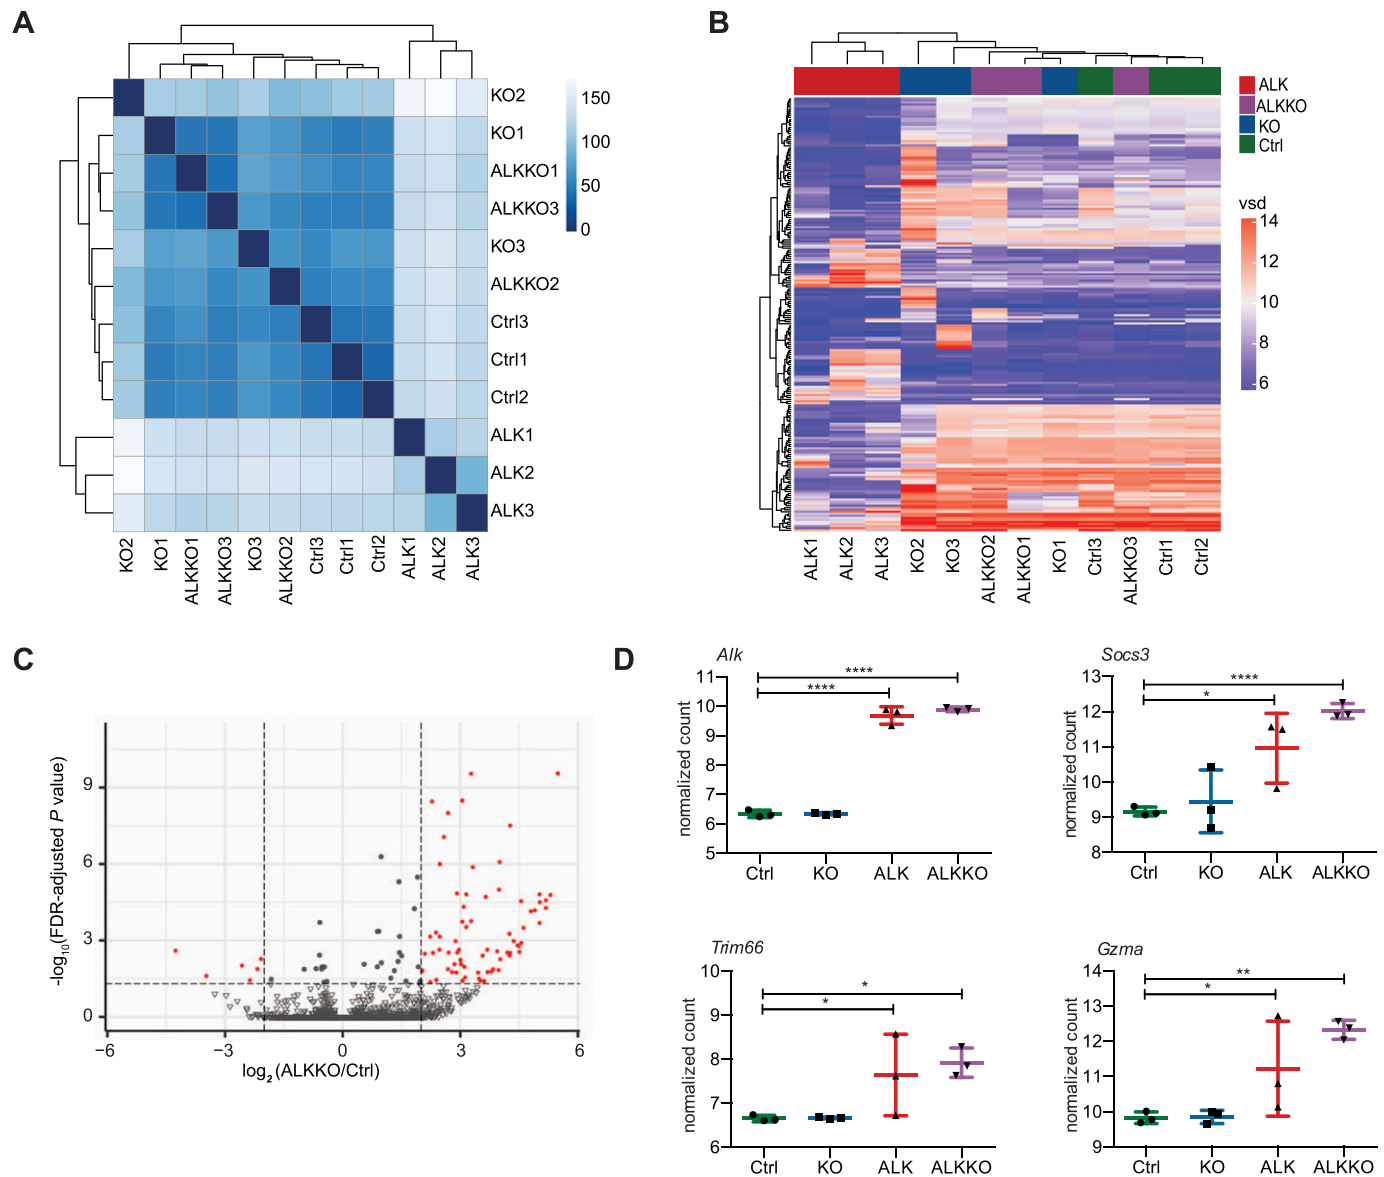 A
KO2
KO1
ALKKO1
ALKKO3
KO3
ALKKO2
Ctrl3
Ctrl1
Ctrl2
ALK1
ALK2
ALK3
150
100
50
0
KO2 KO1 ALKKO1 ALKKO3 KO3 ALKKO2 Ctrl3 Ctrl1 Ctrl2 ALK1 ALK2 ALK3
B
ALK
ALKKO
KO
Ctrl
vsd
14
12
10
8
6
ALK1 ALK2 ALK3 KO2 KO3 ALKKO2 ALKKO1 KO1 Ctrl3 ALKKO3 Ctrl1 Ctrl2
C
-log10(FDR-adjusted P value)
9
6
3
0
−6 −3 0 3 6
log2(ALKKO/Ctrl)
D
Alk
****
****
normalized count
11
10
9
8
7
6
5
Ctrl KO ALK ALKKO
Socs3
****
*
normalized count
13
12
11
10
9
8
Ctrl KO ALK ALKKO
Trim66
*
*
normalized count
10
9
8
7
6
Ctrl KO ALK ALKKO
Gzma
**
*
normalized count
14
13
12
11
10
9
Ctrl KO ALK ALKKO